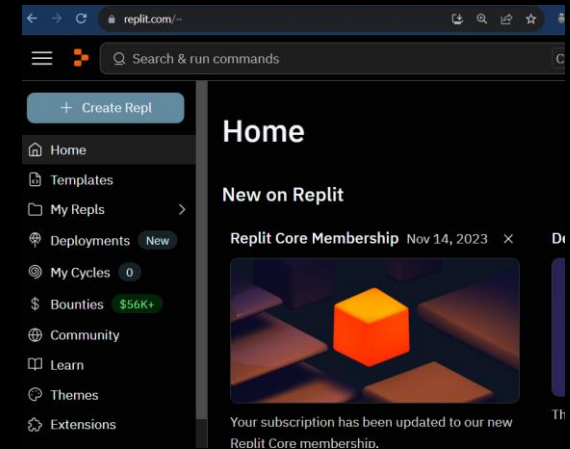 replit.com/~
Search & run commands
C
+ Create Repl
Home
Templates
My Repls
Deployments New
My Cycles 0
Bounties $56K+
Community
Learn
Themes
Extensions
Home
New on Replit
Replit Core Membership Nov 14, 2023
Your subscription has been updated to our new
Replit Core membership.
De
Th